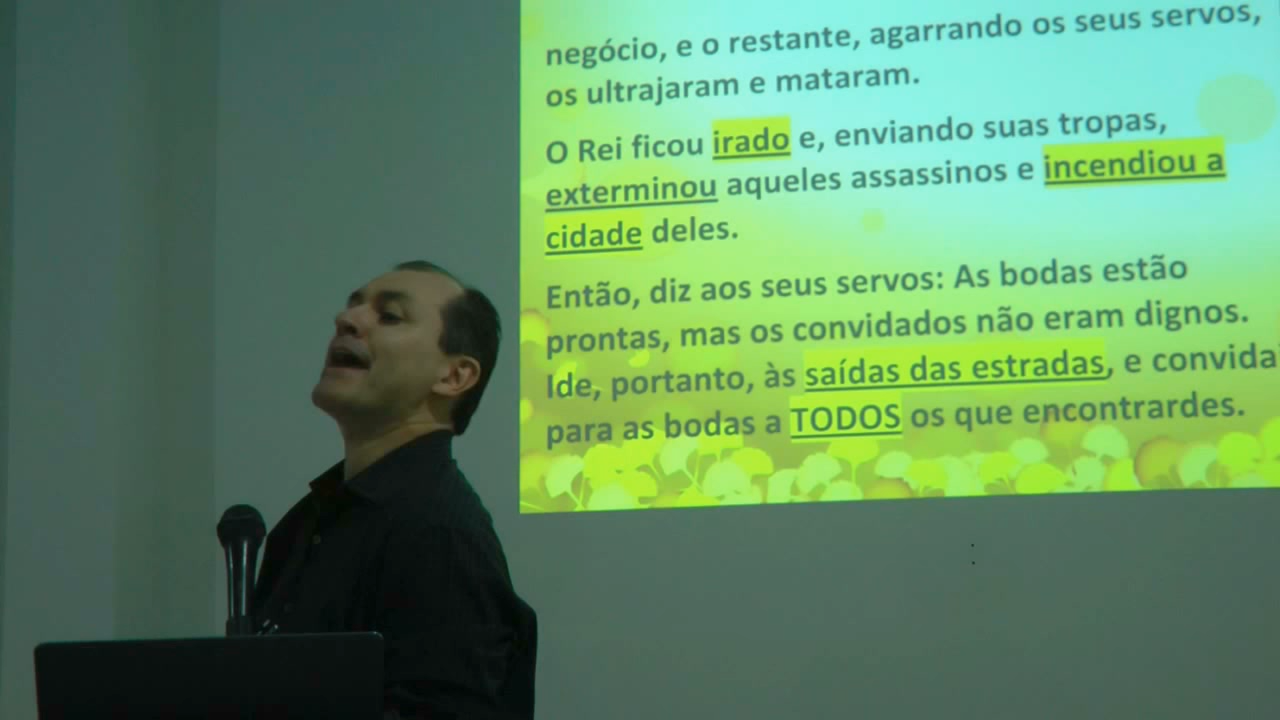 negócio, e o restante, agarrando os seus servos,
os ultrajaram e mataram.
O Rei ficou irado e, enviando suas tropas,
exterminou aqueles assassinos e incendiou a
cidade deles.
Então, diz aos seus servos: As bodas estão
prontas, mas os convidados não eram dignos.
Ide, portanto, às saídas das estradas, e convidai
para as bodas a TODOS os que encontrardes.